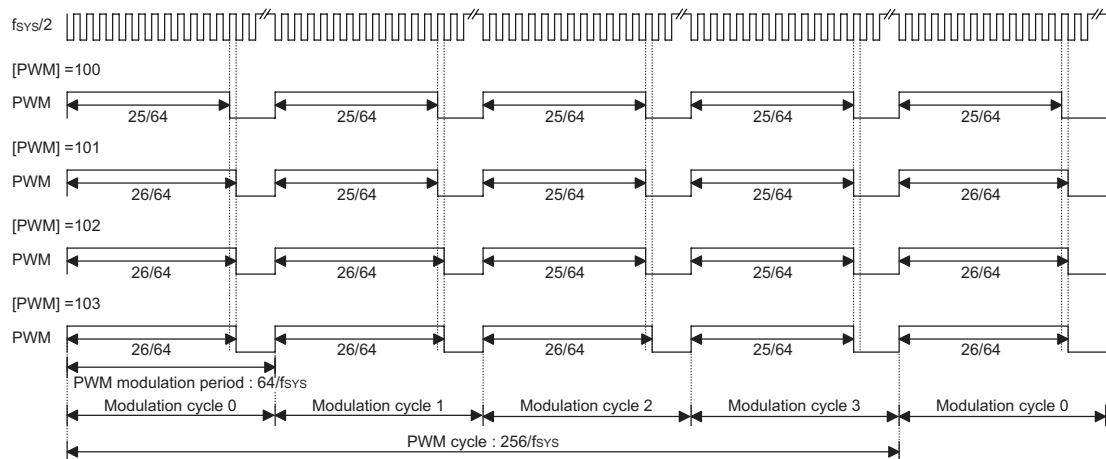 fSYS/2
[PWM] =100
PWM
25/64 25/64 25/64 25/64 25/64
[PWM] =101
PWM
26/64 25/64 25/64 25/64 26/64
[PWM] =102
PWM
26/64 26/64 25/64 25/64 26/64
[PWM] =103
PWM
26/64 26/64 26/64 25/64 26/64
PWM modulation period : 64/fSYS
Modulation cycle 0 Modulation cycle 1 Modulation cycle 2 Modulation cycle 3 Modulation cycle 0
PWM cycle : 256/fSYS